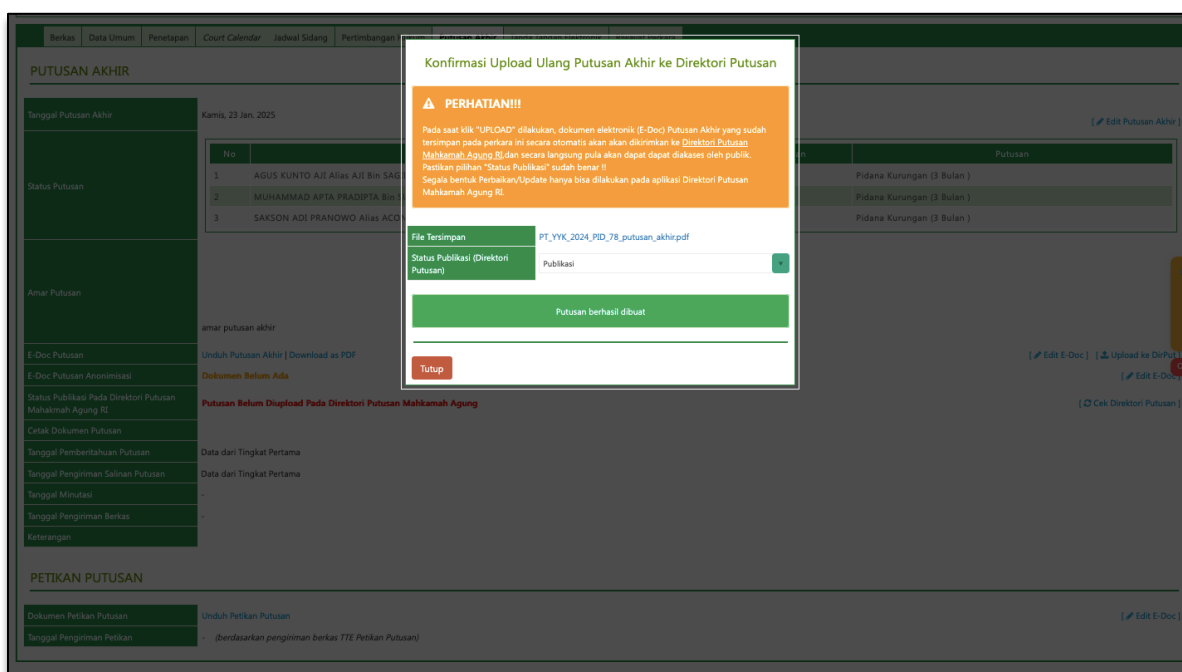 Berkas Data Umum Penetapan Court Calendar Jadwal Sidang Pertimbangan Hukum Putusan Akhir
Konfirmasi Upload Ulang Putusan Akhir ke Direktori Putusan
PUTUSAN AKHIR
PERHATIAN!!!
Pada saat klik "UPLOAD" dilakukan, dokumen elektronik (E-Doc) Putusan Akhir yang sudah
tersimpan pada perkara ini secara otomatis akan akan dikirimkan ke Direktori Putusan
Mahkamah Agung RI,dan secara langsung pula akan dapat dapat diakases oleh publik.
Pastikan pilihan "Status Publikasi" sudah benar !!
Segala bentuk Perbaikan/Update hanya bisa dilakukan pada aplikasi Direktori Putusan
Mahkamah Agung RI.
Tanggal Putusan Akhir Kamis, 23 Jan. 2025 [ Edit Putusan Akhir ]
Status Putusan
No Putusan
1 AGUS KUNTO AJI Alias AJI Bin SAG Pidana Kurungan (3 Bulan )
2 MUHAMMAD APTA PRADIPTA Bin Pidana Kurungan (3 Bulan )
3 SAKSON ADI PRANOWO Alias ACO Pidana Kurungan (3 Bulan )
File Tersimpan PT_YYK_2024_PID_78_putusan_akhir.pdf
Status Publikasi (Direktori
Putusan) Publikasi
Putusan berhasil dibuat
Tutup
Amar Putusan
amar putusan akhir
E-Doc Putusan Unduh Putusan Akhir | Download as PDF [ Edit E-Doc ] [ Upload ke DirPut ]
E-Doc Putusan Anonimisasi Dokumen Belum Ada [ Edit E-Doc ]
Status Publikasi Pada Direktori Putusan
Mahakmah Agung RI Putusan Belum Diupload Pada Direktori Putusan Mahkamah Agung [ Cek Direktori Putusan ]
Cetak Dokumen Putusan
Tanggal Pemberitahuan Putusan Data dari Tingkat Pertama
Tanggal Pengiriman Salinan Putusan Data dari Tingkat Pertama
Tanggal Minutasi -
Tanggal Pengiriman Berkas -
Keterangan
PETIKAN PUTUSAN
Dokumen Petikan Putusan Unduh Petikan Putusan [ Edit E-Doc ]
Tanggal Pengiriman Petikan - (berdasarkan pengiriman berkas TTE Petikan Putusan)